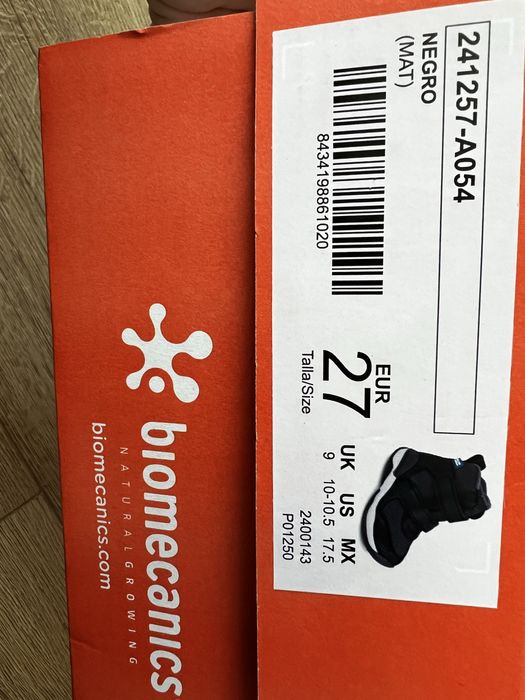 241257-A054
NEGRO
(MAT)
8434198861020
EUR
27
Talla/Size
UK US MX
9 10-10.5 17.5
2400143
P01250
biomecanics
NATURALGROWING
biomecanics.com